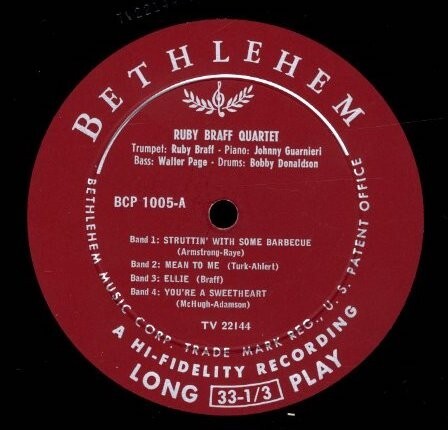 BETHLEHEM
RUBY BRAFF QUARTET
Trumpet: Ruby Braff · Piano: Johnny Guarnieri
Bass: Walter Page · Drums: Bobby Donaldson
BCP 1005-A
Band 1: STRUTTIN' WITH SOME BARBECUE
(Armstrong-Raye)
Band 2: MEAN TO ME (Turk-Ahlert)
Band 3: ELLIE (Braff)
Band 4: YOU'RE A SWEETHEART
(McHugh-Adamson)
TV 22144
BETHLEHEM MUSIC CORP. TRADE MARK REG., U. S. PATENT OFFICE
A HI-FIDELITY RECORDING
LONG 33-1/3 PLAY